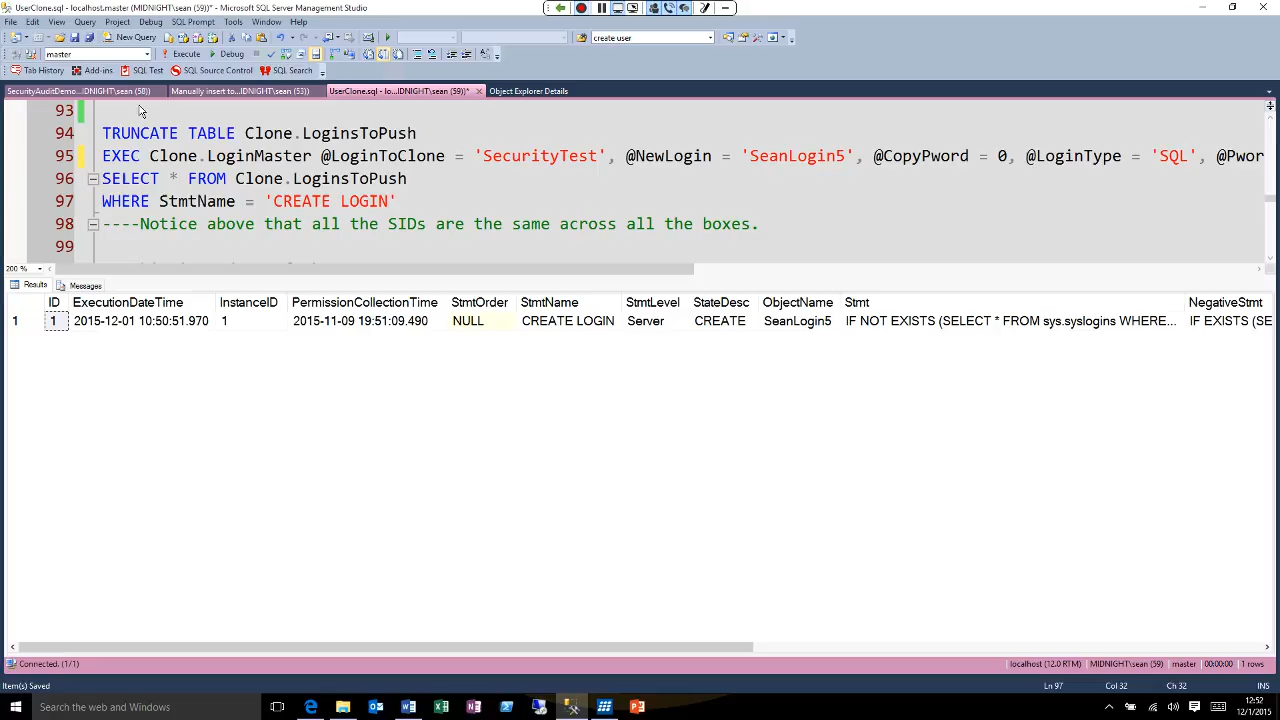 UserClone.sql - localhost.master (MIDNIGHT\sean (59))* - Microsoft SQL Server Management Studio
File Edit View Query Project Debug SQL Prompt Tools Window Help
New Query create user
master Execute Debug
Tab History Add-ins SQL Test SQL Source Control SQL Search
SecurityAuditDemo...IDNIGHT\sean (58)) Manually insert to...IDNIGHT\sean (53)) UserClone.sql - lo...IDNIGHT\sean (59))* Object Explorer Details
93
94 TRUNCATE TABLE Clone.LoginsToPush
95 EXEC Clone.LoginMaster @LoginToClone = 'SecurityTest', @NewLogin = 'SeanLogin5', @CopyPword = 0, @LoginType = 'SQL', @Pwor
96 SELECT * FROM Clone.LoginsToPush
97 WHERE StmtName = 'CREATE LOGIN'
98 ----Notice above that all the SIDs are the same across all the boxes.
99
200 %
Results Messages
ID ExecutionDateTime InstanceID PermissionCollectionTime StmtOrder StmtName StmtLevel StateDesc ObjectName Stmt NegativeStmt
1 1 2015-12-01 10:50:51.970 1 2015-11-09 19:51:09.490 NULL CREATE LOGIN Server CREATE SeanLogin5 IF NOT EXISTS (SELECT * FROM sys.syslogins WHERE... IF EXISTS (SE
Connected. (1/1) localhost (12.0 RTM) MIDNIGHT\sean (59) master 00:00:00 1 rows
Item(s) Saved Ln 97 Col 32 Ch 32 INS
Search the web and Windows 12:52
12/1/2015